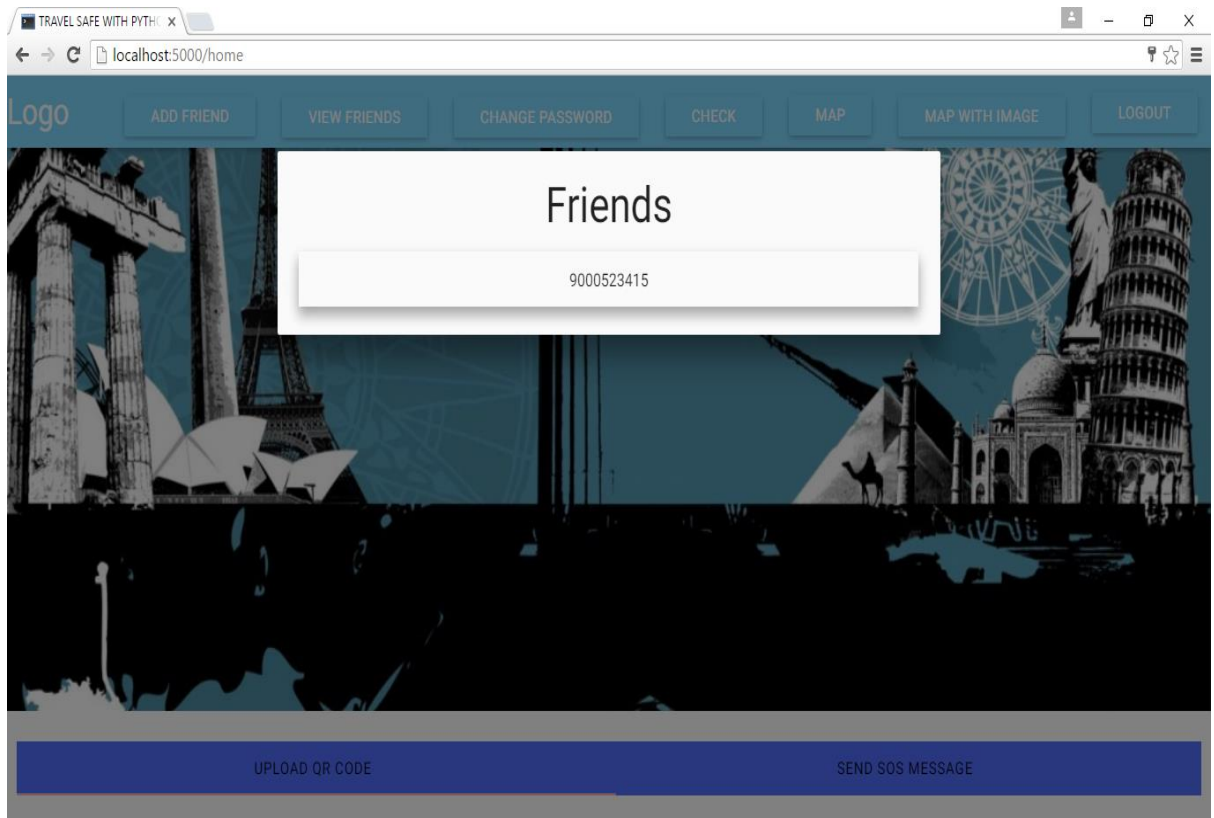 TRAVEL SAFE WITH PYTH
localhost:5000/home
Logo
ADD FRIEND
VIEW FRIENDS
CHANGE PASSWORD
CHECK
MAP
MAP WITH IMAGE
LOGOUT
Friends
9000523415
UPLOAD QR CODE
SEND SOS MESSAGE